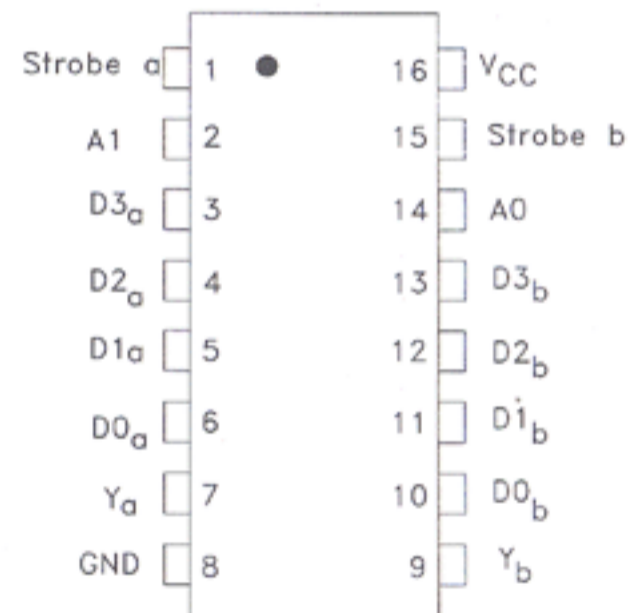 Strobe a 1 16 VCC
A1 2 15 Strobe b
D3a 3 14 A0
D2a 4 13 D3b
D1a 5 12 D2b
D0a 6 11 D1b
Ya 7 10 D0b
GND 8 9 Yb